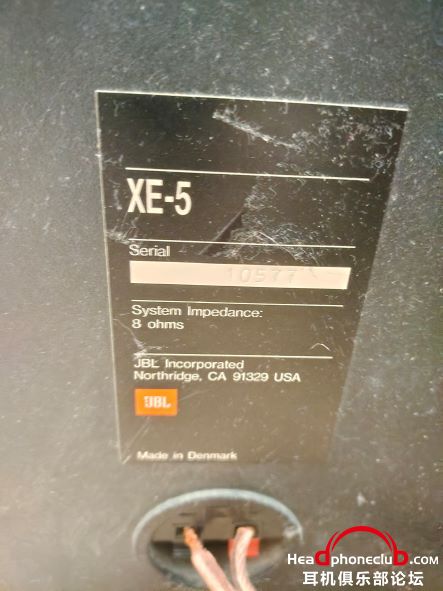 XE-5
Serial
10577
System Impedance:
8 ohms
JBL Incorporated
Northridge, CA 91329 USA
JBL
Made in Denmark
Headphoneclub.com
耳机俱乐部论坛